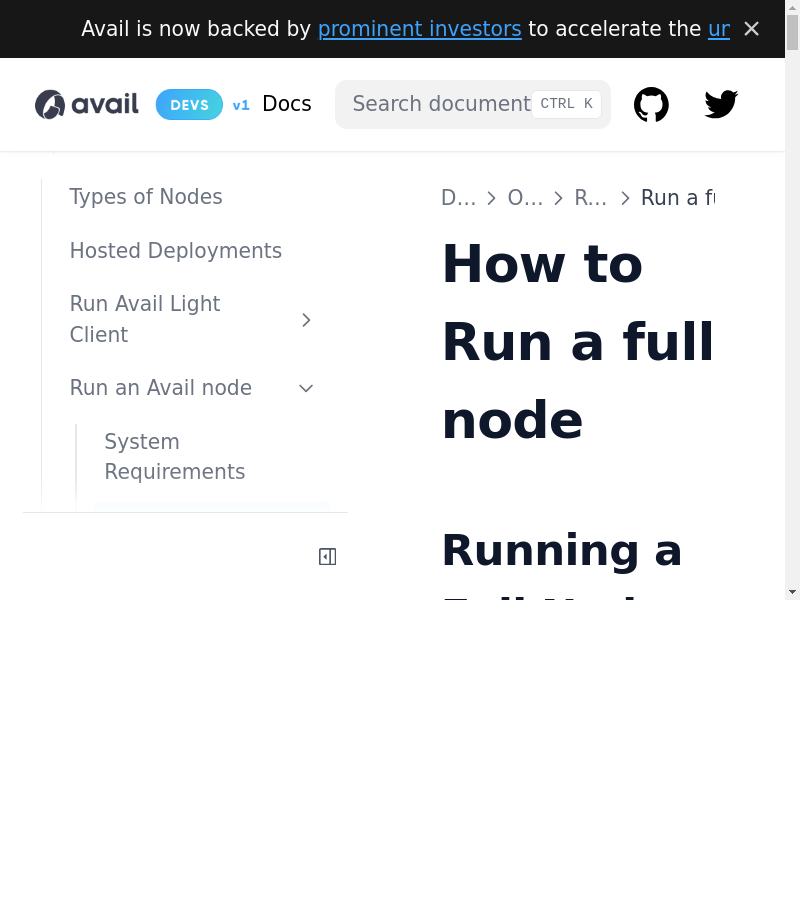 Avail is now backed by prominent investors to accelerate the ur
avail DEVS v1 Docs Search document CTRL K
Types of Nodes
Hosted Deployments
Run Avail Light
Client
Run an Avail node
System
Requirements
D… > O… > R… > Run a fu
How to
Run a full
node
Running a